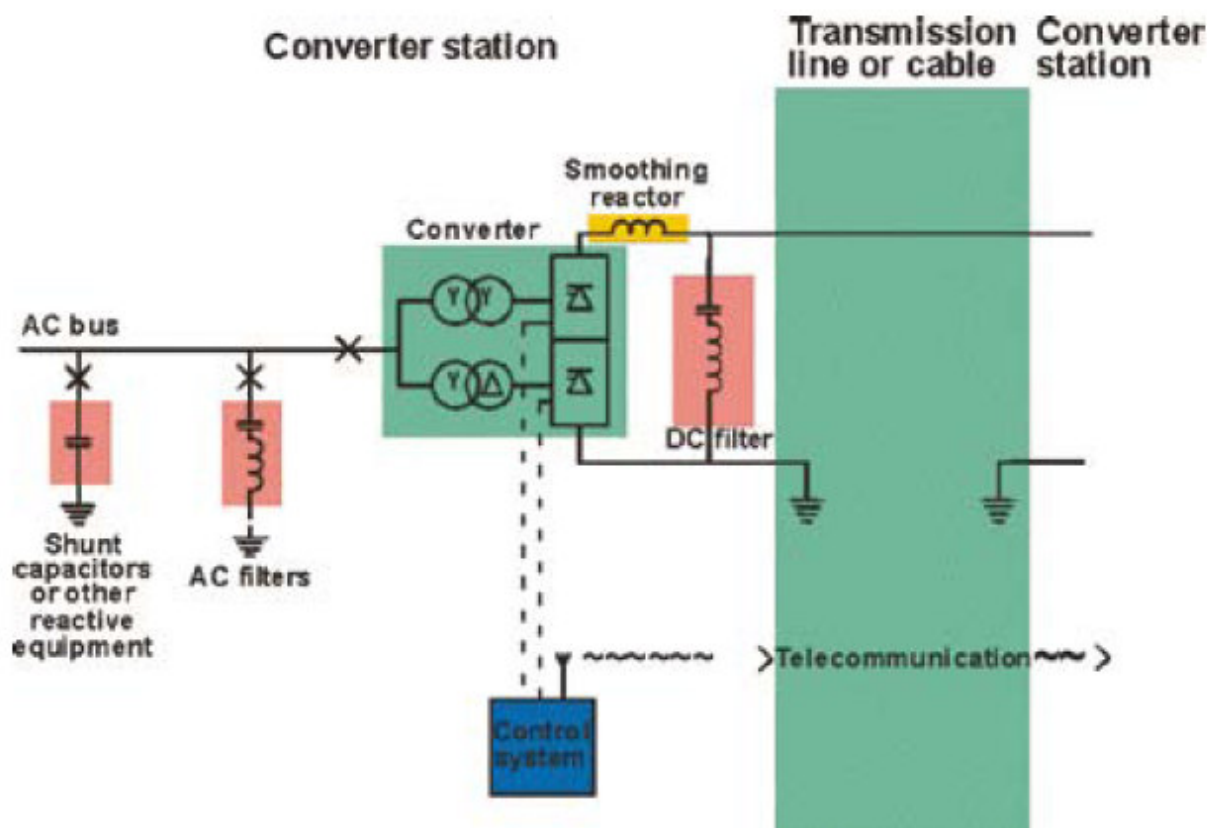 Converter station
Transmission
line or cable
Converter
station
Smoothing
reactor
Converter
AC bus
Y Y
Y Δ
DC filter
Shunt
capacitors
or other
reactive
equipment
AC filters
Telecommunication
Control
system